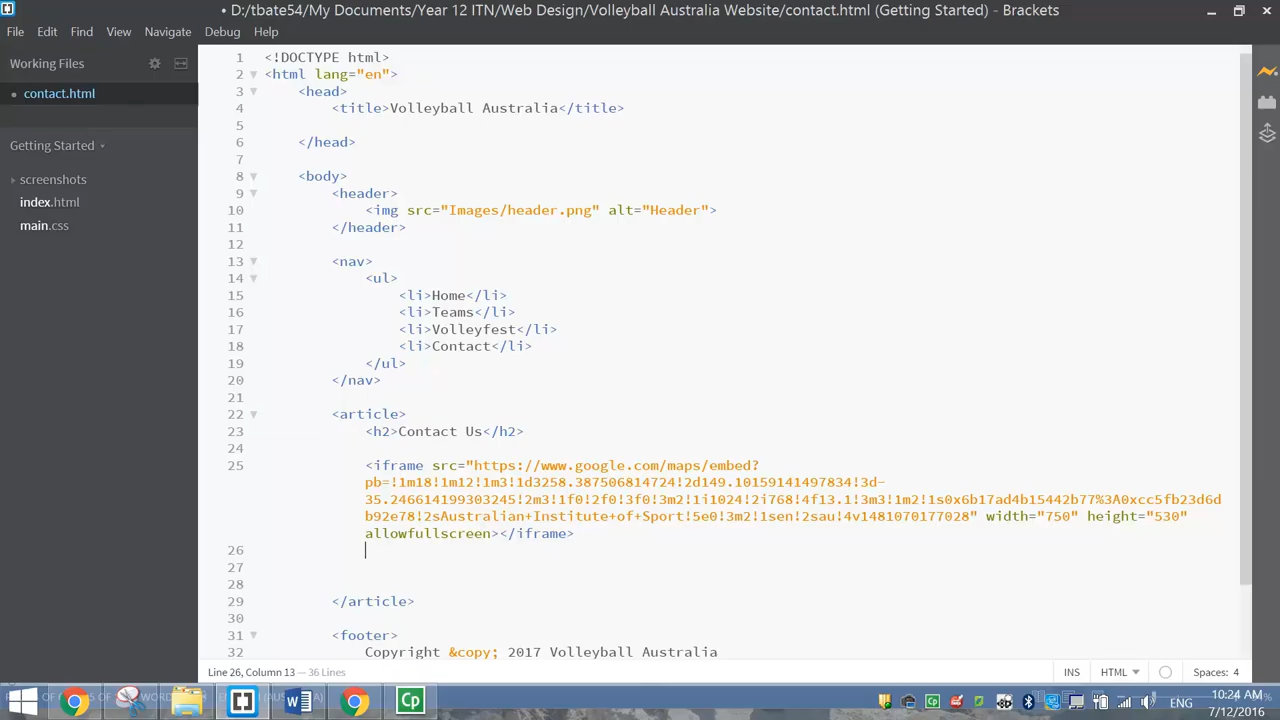 • D:/tbate54/My Documents/Year 12 ITN/Web Design/Volleyball Australia Website/contact.html (Getting Started) - Brackets
File Edit Find View Navigate Debug Help
Working Files
• contact.html
Getting Started
screenshots
index.html
main.css
1 <!DOCTYPE html>
2 <html lang="en">
3 <head>
4 <title>Volleyball Australia</title>
5
6 </head>
7
8 <body>
9 <header>
10 <img src="Images/header.png" alt="Header">
11 </header>
12
13 <nav>
14 <ul>
15 <li>Home</li>
16 <li>Teams</li>
17 <li>Volleyfest</li>
18 <li>Contact</li>
19 </ul>
20 </nav>
21
22 <article>
23 <h2>Contact Us</h2>
24
25 <iframe src="https://www.google.com/maps/embed?
pb=!1m18!1m12!1m3!1d3258.387506814724!2d149.10159141497834!3d-
35.246614199303245!2m3!1f0!2f0!3f0!3m2!1i1024!2i768!4f13.1!3m3!1m2!1s0x6b17ad4b15442b77%3A0xcc5fb23d6d
b92e78!2sAustralian+Institute+of+Sport!5e0!3m2!1sen!2sau!4v1481070177028" width="750" height="530"
allowfullscreen></iframe>
26
27
28
29 </article>
30
31 <footer>
32 Copyright &copy; 2017 Volleyball Australia
Line 26, Column 13 — 36 Lines
INS HTML Spaces: 4
Cp
ENG
10:24 AM
7/12/2016